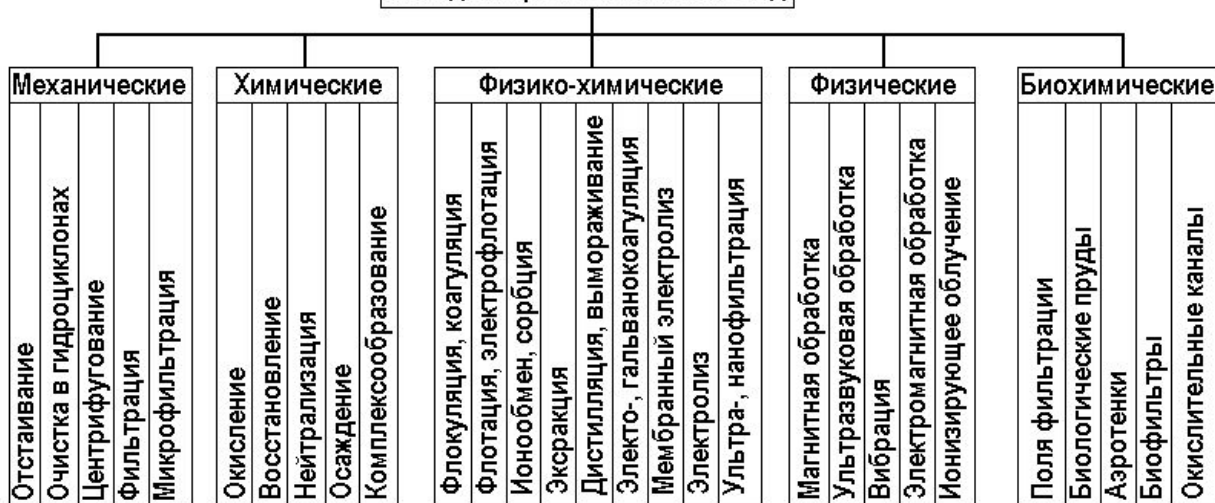 Механические
Отстаивание
Очистка в гидроциклонах
Центрифугование
Фильтрация
Микрофильтрация
Химические
Окисление
Восстановление
Нейтрализация
Осаждение
Комплексообразование
Физико-химические
Флокуляция, коагуляция
Флотация, электрофлотация
Ионообмен, сорбция
Эксракция
Дистилляция, вымораживание
Электо-, гальванокоагуляция
Мембранный электролиз
Электролиз
Ультра-, нанофильтрация
Физические
Магнитная обработка
Ультразвуковая обработка
Вибрация
Электромагнитная обработка
Ионизирующее облучение
Биохимические
Поля фильтрации
Биологические пруды
Аэротенки
Биофильтры
Окислительные каналы